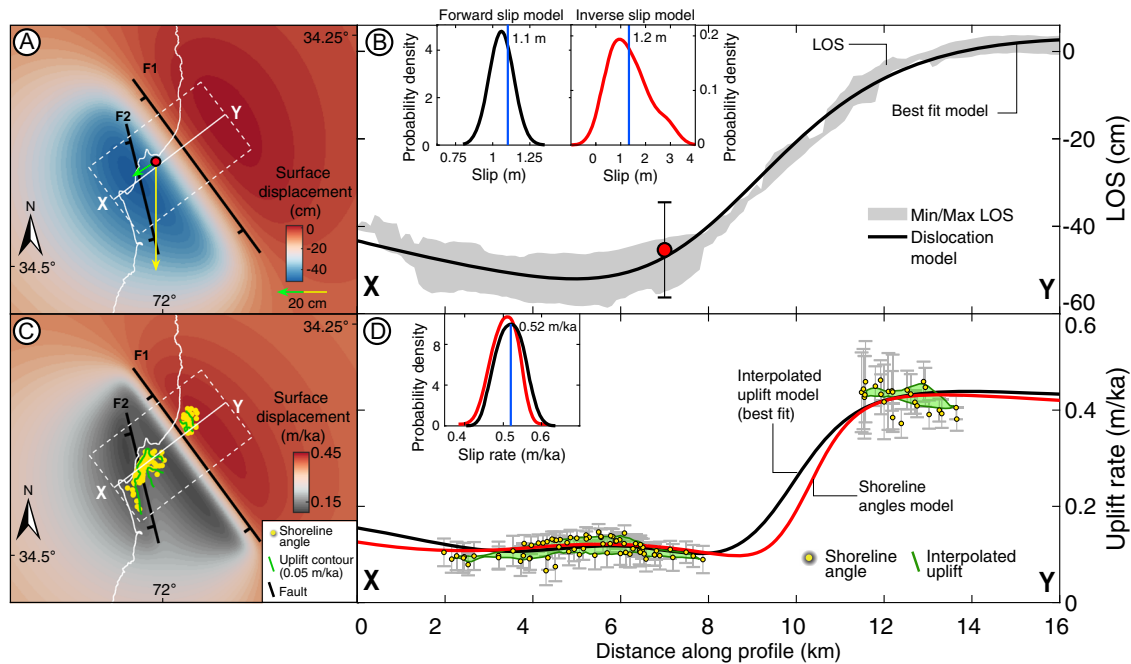 A
34.25°
F1
F2
Y
X
N
Surface
displacement
(cm)
0
-20
-40
20 cm
34.5°
72°
B
Forward slip model
1.1 m
Probability density
4
2
0
0.75
1
1.25
Slip (m)
Inverse slip model
1.2 m
0.2
0.1
0
Probability density
0
1
2
3
4
Slip (m)
LOS
Best fit model
Min/Max LOS
Dislocation
model
X
Y
0
-20
-40
-60
LOS (cm)
C
34.25°
F1
F2
Y
X
N
Surface
displacement
(m/ka)
0.45
0.15
34.5°
72°
Shoreline
angle
Uplift contour
(0.05 m/ka)
Fault
D
0.52 m/ka
Probability density
8
4
0
0.4
0.5
0.6
Slip rate (m/ka)
Interpolated
uplift model
(best fit)
Shoreline
angles model
Shoreline
angle
Interpolated
uplift
X
Y
0.6
0.4
0.2
0
Uplift rate (m/ka)
0
2
4
6
8
10
12
14
16
Distance along profile (km)